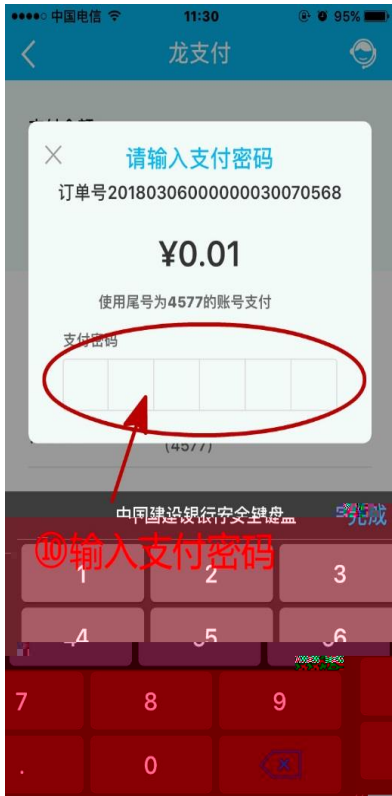 中国电信 11:30 95%
龙支付
请输入支付密码
订单号20180306000000030070568
¥0.01
使用尾号为4577的账号支付
支付密码
(4577)
中国建设银行安全键盘 完成
⑩输入支付密码
1 2 3
4 5 6
7 8 9
. 0